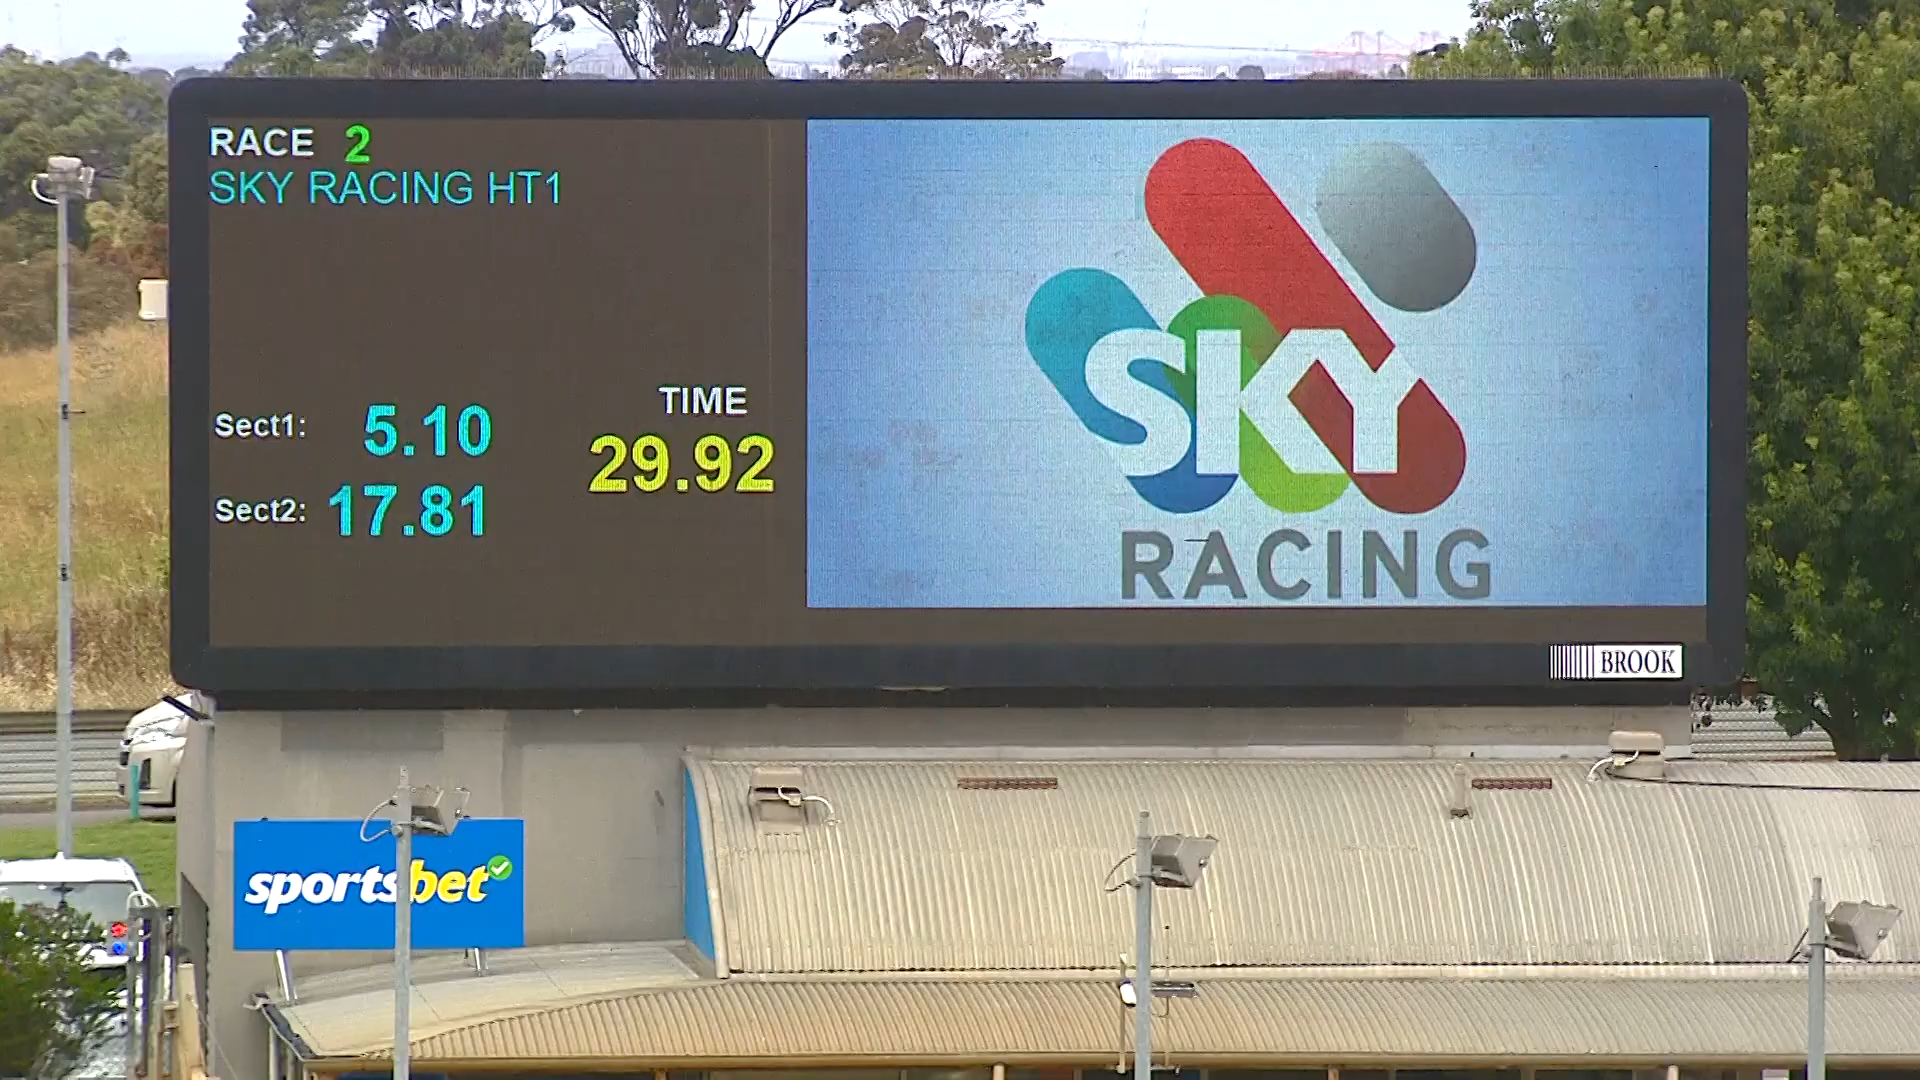 RACE 2
SKY RACING HT1
Sect1: 5.10
TIME
29.92
Sect2: 17.81
SKY
RACING
BROOK
sportsbet